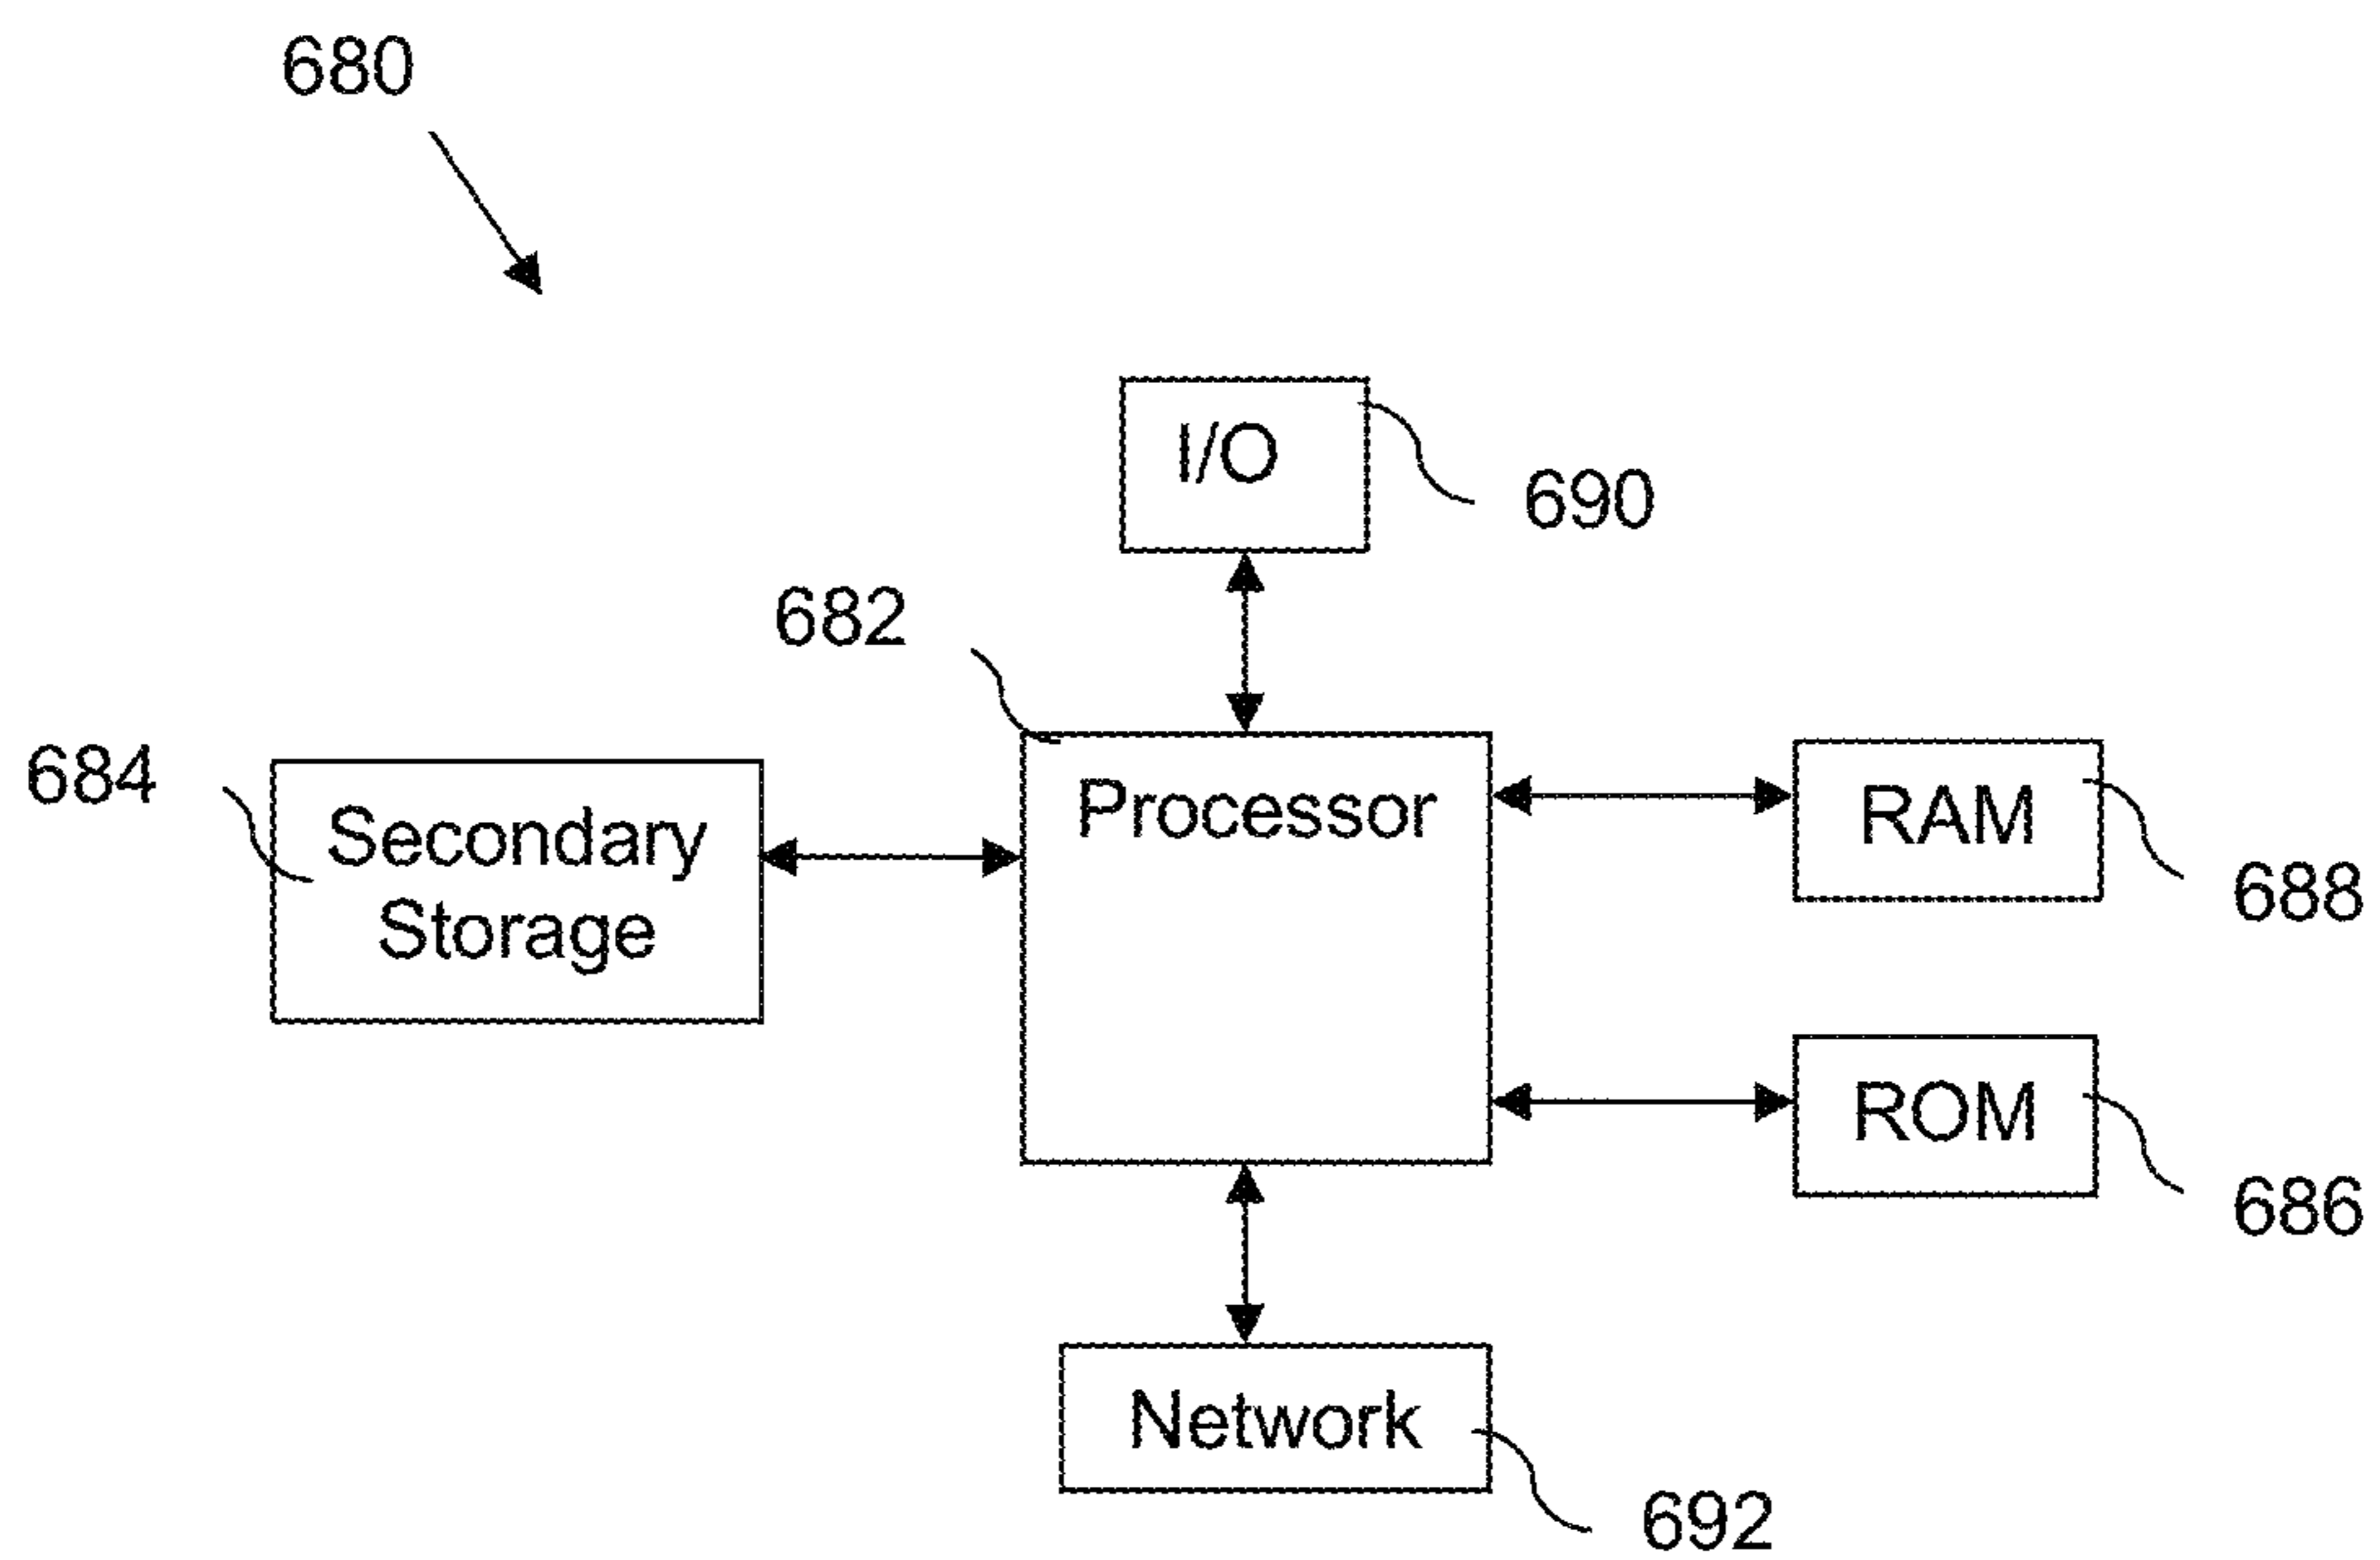 680
I/O
690
682
Processor
684
Secondary
Storage
RAM
688
ROM
686
Network
692